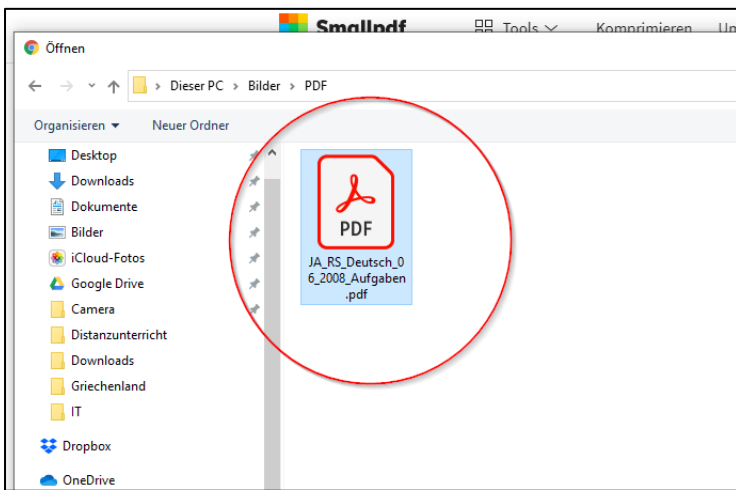 Smallpdf Tools Komprimieren
Öffnen
Dieser PC > Bilder > PDF
Organisieren Neuer Ordner
Desktop
Downloads
Dokumente
Bilder
iCloud-Fotos
Google Drive
Camera
Distanzunterricht
Downloads
Griechenland
IT
Dropbox
OneDrive
PDF
JA_RS_Deutsch_0
6_2008_Aufgaben
.pdf